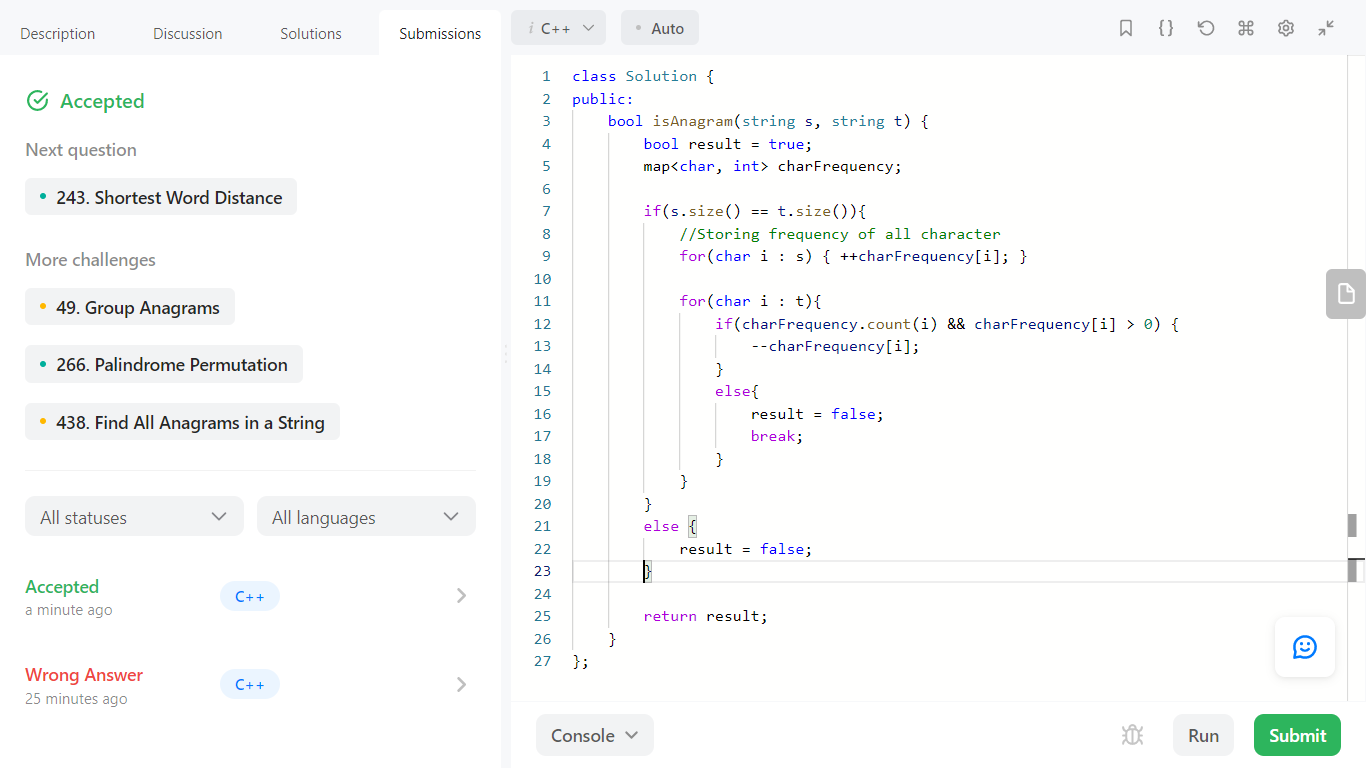 Description
Discussion
Solutions
Submissions
Accepted
Next question
243. Shortest Word Distance
More challenges
49. Group Anagrams
266. Palindrome Permutation
438. Find All Anagrams in a String
All statuses
All languages
Accepted
a minute ago
C++
Wrong Answer
25 minutes ago
C++
i C++
Auto
{}
1 class Solution {
2 public:
3     bool isAnagram(string s, string t) {
4         bool result = true;
5         map<char, int> charFrequency;
6
7         if(s.size() == t.size()){
8             //Storing frequency of all character
9             for(char i : s) { ++charFrequency[i]; }
10
11             for(char i : t){
12                 if(charFrequency.count(i) && charFrequency[i] > 0) {
13                     --charFrequency[i];
14                 }
15                 else{
16                     result = false;
17                     break;
18                 }
19             }
20         }
21         else {
22             result = false;
23         }
24
25         return result;
26     }
27 };
Console
Run
Submit